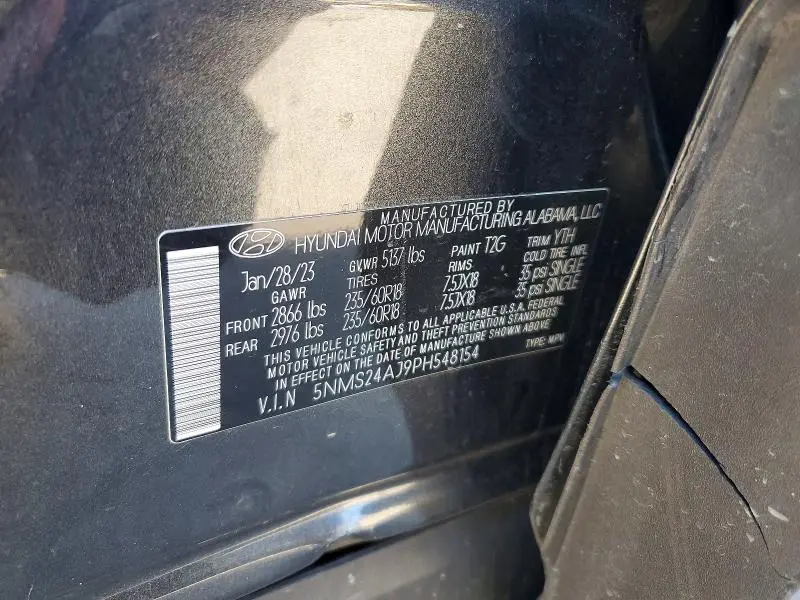 MANUFACTURED BY
HYUNDAI MOTOR MANUFACTURING ALABAMA, LLC
Jan/28/23 GVWR 5137 lbs PAINT T2G TRIM YTH
GAWR TIRES RIMS COLD TIRE INFL
FRONT 2866 lbs 235/60R18 7.5JX18 35 psi SINGLE
REAR 2976 lbs 235/60R18 7.5JX18 35 psi SINGLE
THIS VEHICLE CONFORMS TO ALL APPLICABLE U.S.A. FEDERAL
MOTOR VEHICLE SAFETY AND THEFT PREVENTION STANDARDS
IN EFFECT ON THE DATE OF MANUFACTURE SHOWN ABOVE
V.I.N 5NMS24AJ9PH548154 TYPE: MPV